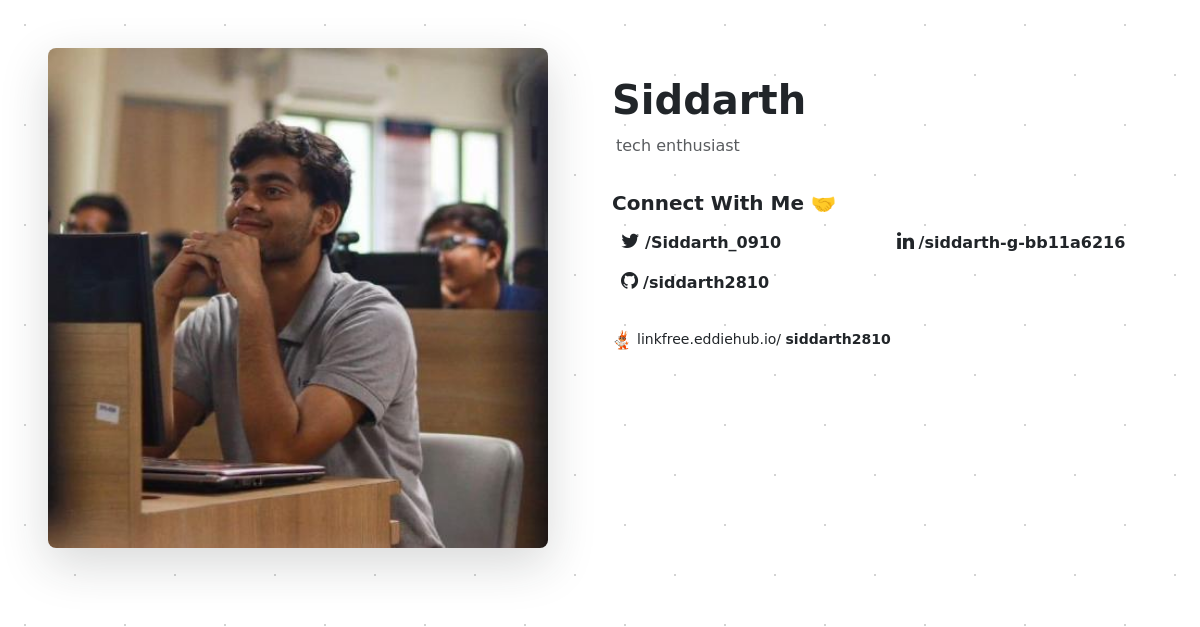 Siddarth
tech enthusiast
Connect With Me 🤝
/Siddarth_0910
/siddarth-g-bb11a6216
/siddarth2810
linkfree.eddiehub.io/ siddarth2810